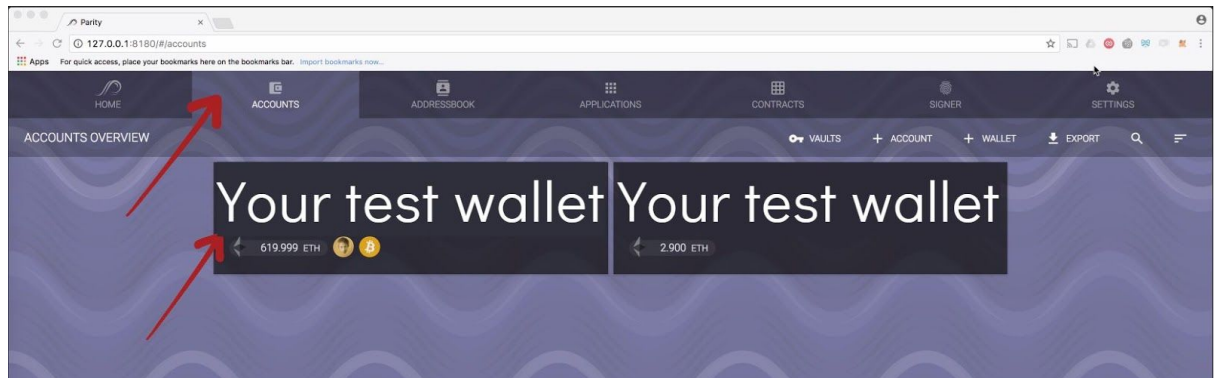 Parity
127.0.0.1:8180/#/accounts
Apps For quick access, place your bookmarks here on the bookmarks bar. Import bookmarks now...
HOME ACCOUNTS ADDRESSBOOK APPLICATIONS CONTRACTS SIGNER SETTINGS
ACCOUNTS OVERVIEW VAULTS + ACCOUNT + WALLET EXPORT
Your test wallet Your test wallet
619.999 ETH 2.900 ETH